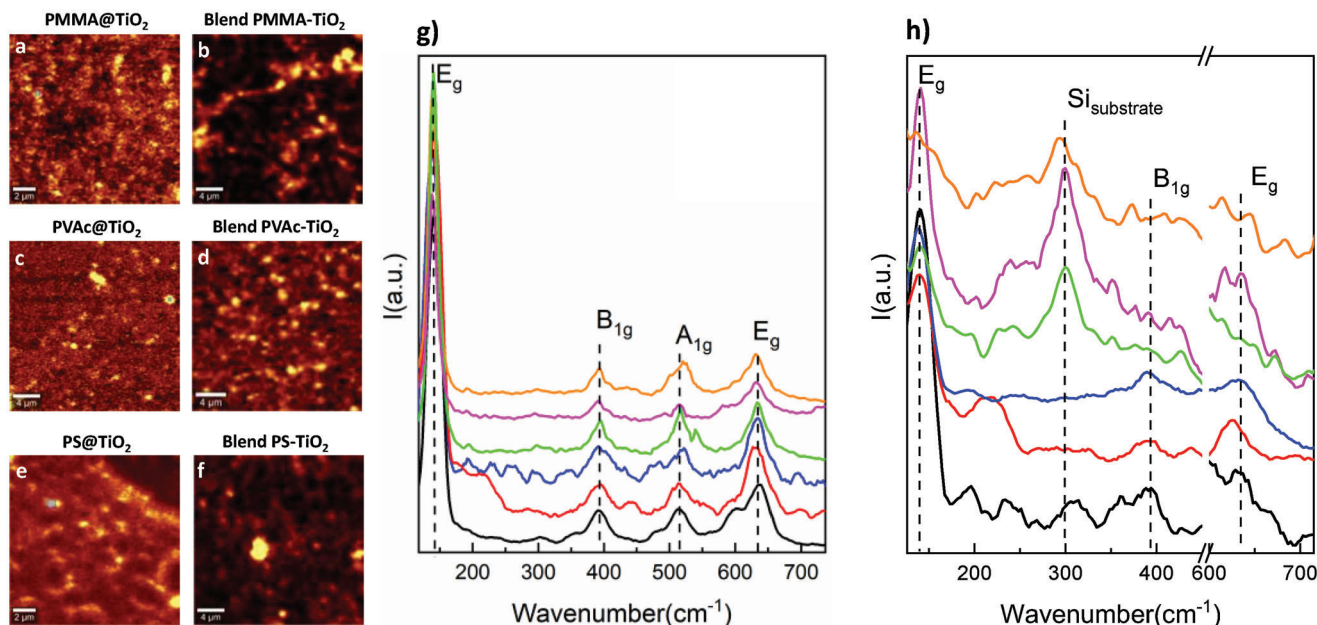 PMMA@TiO2 Blend PMMA-TiO2
a b
2 µm 4 µm
PVAc@TiO2 Blend PVAc-TiO2
c d
4 µm 4 µm
PS@TiO2 Blend PS-TiO2
e f
2 µm 4 µm
g)
Eg
B1g A1g Eg
I(a.u.)
200 300 400 500 600 700
Wavenumber(cm-1)
h)
Eg
Sisubstrate
B1g Eg
I(a.u.)
200 300 400 600 600 700
Wavenumber(cm-1)